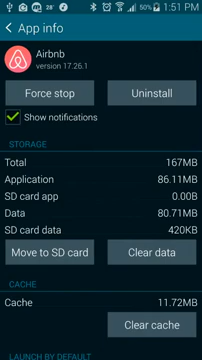 28° 50% 1:51 PM
App info
Airbnb
version 17.26.1
Force stop Uninstall
Show notifications
STORAGE
Total 167MB
Application 86.11MB
SD card app 0.00B
Data 80.71MB
SD card data 420KB
Move to SD card Clear data
CACHE
Cache 11.72MB
Clear cache
LAUNCH BY DEFAULT